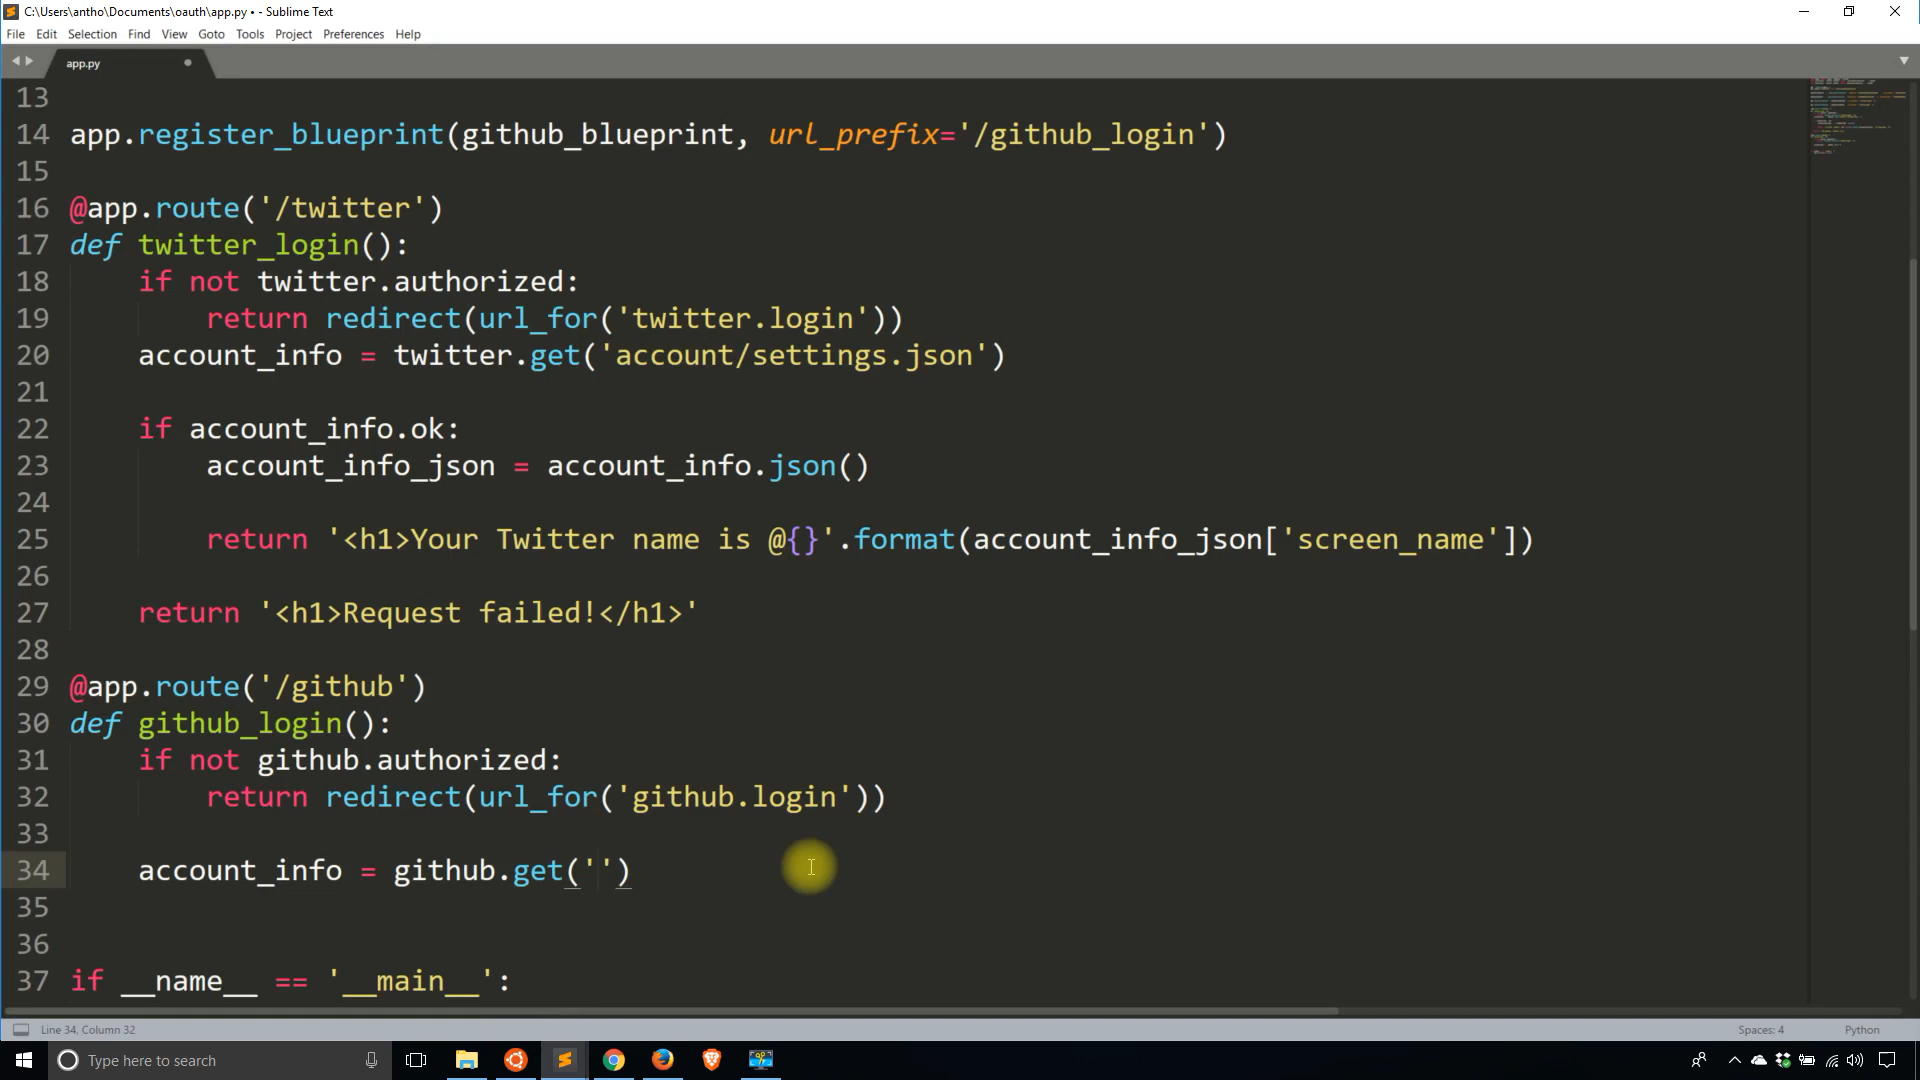 C:\Users\antho\Documents\oauth\app.py • - Sublime Text
File Edit Selection Find View Goto Tools Project Preferences Help
app.py
13
14 app.register_blueprint(github_blueprint, url_prefix='/github_login')
15
16 @app.route('/twitter')
17 def twitter_login():
18     if not twitter.authorized:
19         return redirect(url_for('twitter.login'))
20     account_info = twitter.get('account/settings.json')
21
22     if account_info.ok:
23         account_info_json = account_info.json()
24
25         return '<h1>Your Twitter name is @{}'.format(account_info_json['screen_name'])
26
27     return '<h1>Request failed!</h1>'
28
29 @app.route('/github')
30 def github_login():
31     if not github.authorized:
32         return redirect(url_for('github.login'))
33
34     account_info = github.get('')
35
36
37 if __name__ == '__main__':
Line 34, Column 32 Spaces: 4 Python
Type here to search